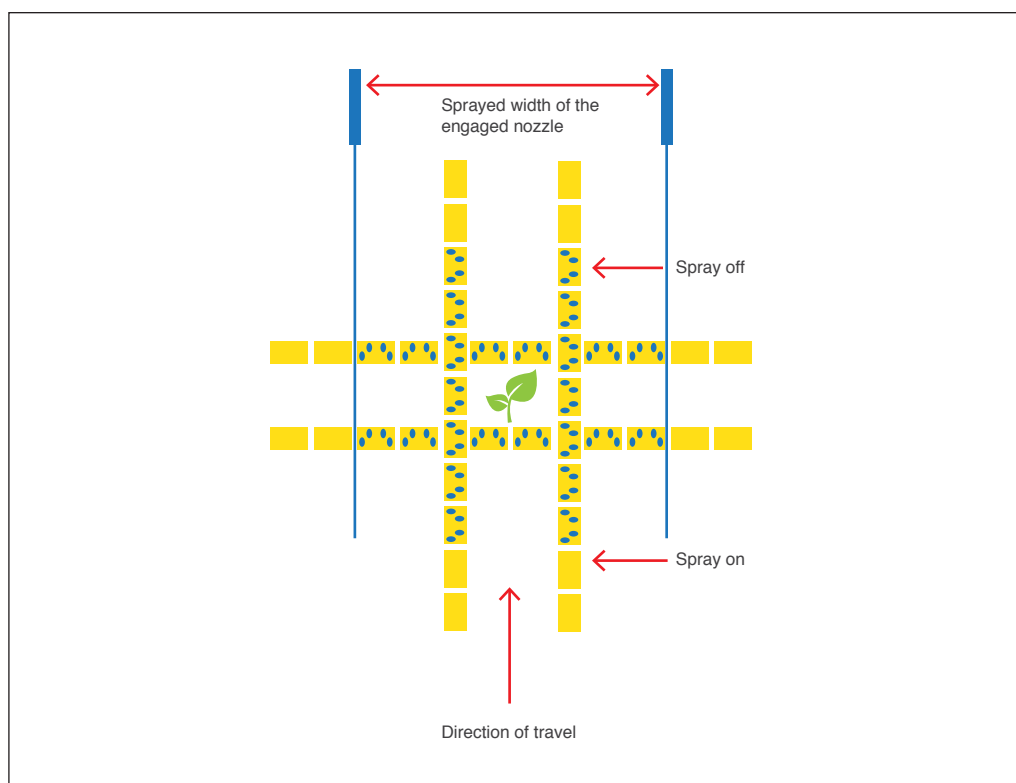 Sprayed width of the
engaged nozzle
Spray off
Spray on
Direction of travel